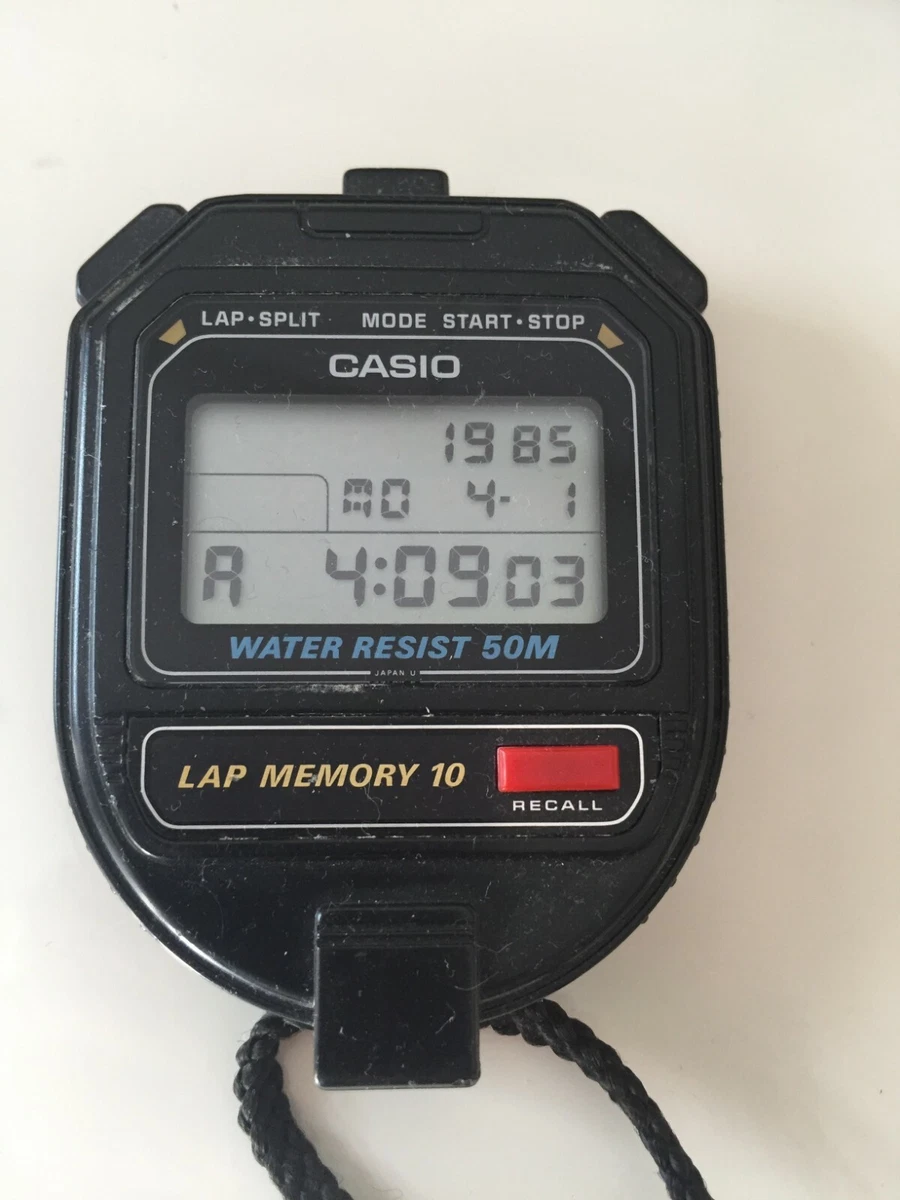 LAP•SPLIT MODE START•STOP
CASIO
1985
MO 4- 1
A 4:09 03
WATER RESIST 50M
JAPAN U
LAP MEMORY 10
RECALL